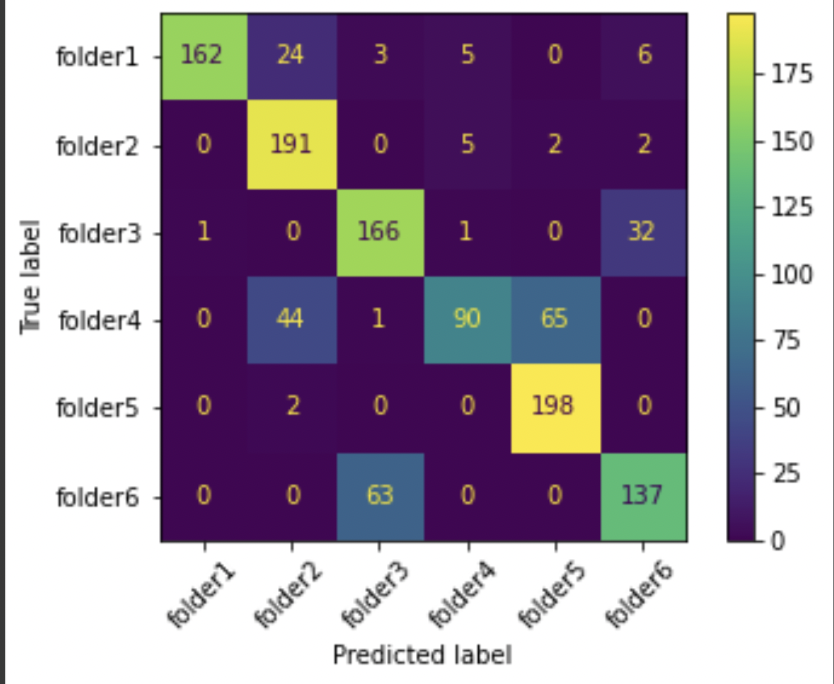 folder1 162 24 3 5 0 6
folder2 0 191 0 5 2 2
folder3 1 0 166 1 0 32
folder4 0 44 1 90 65 0
folder5 0 2 0 0 198 0
folder6 0 0 63 0 0 137
folder1 folder2 folder3 folder4 folder5 folder6
Predicted label
True label
175
150
125
100
75
50
25
0